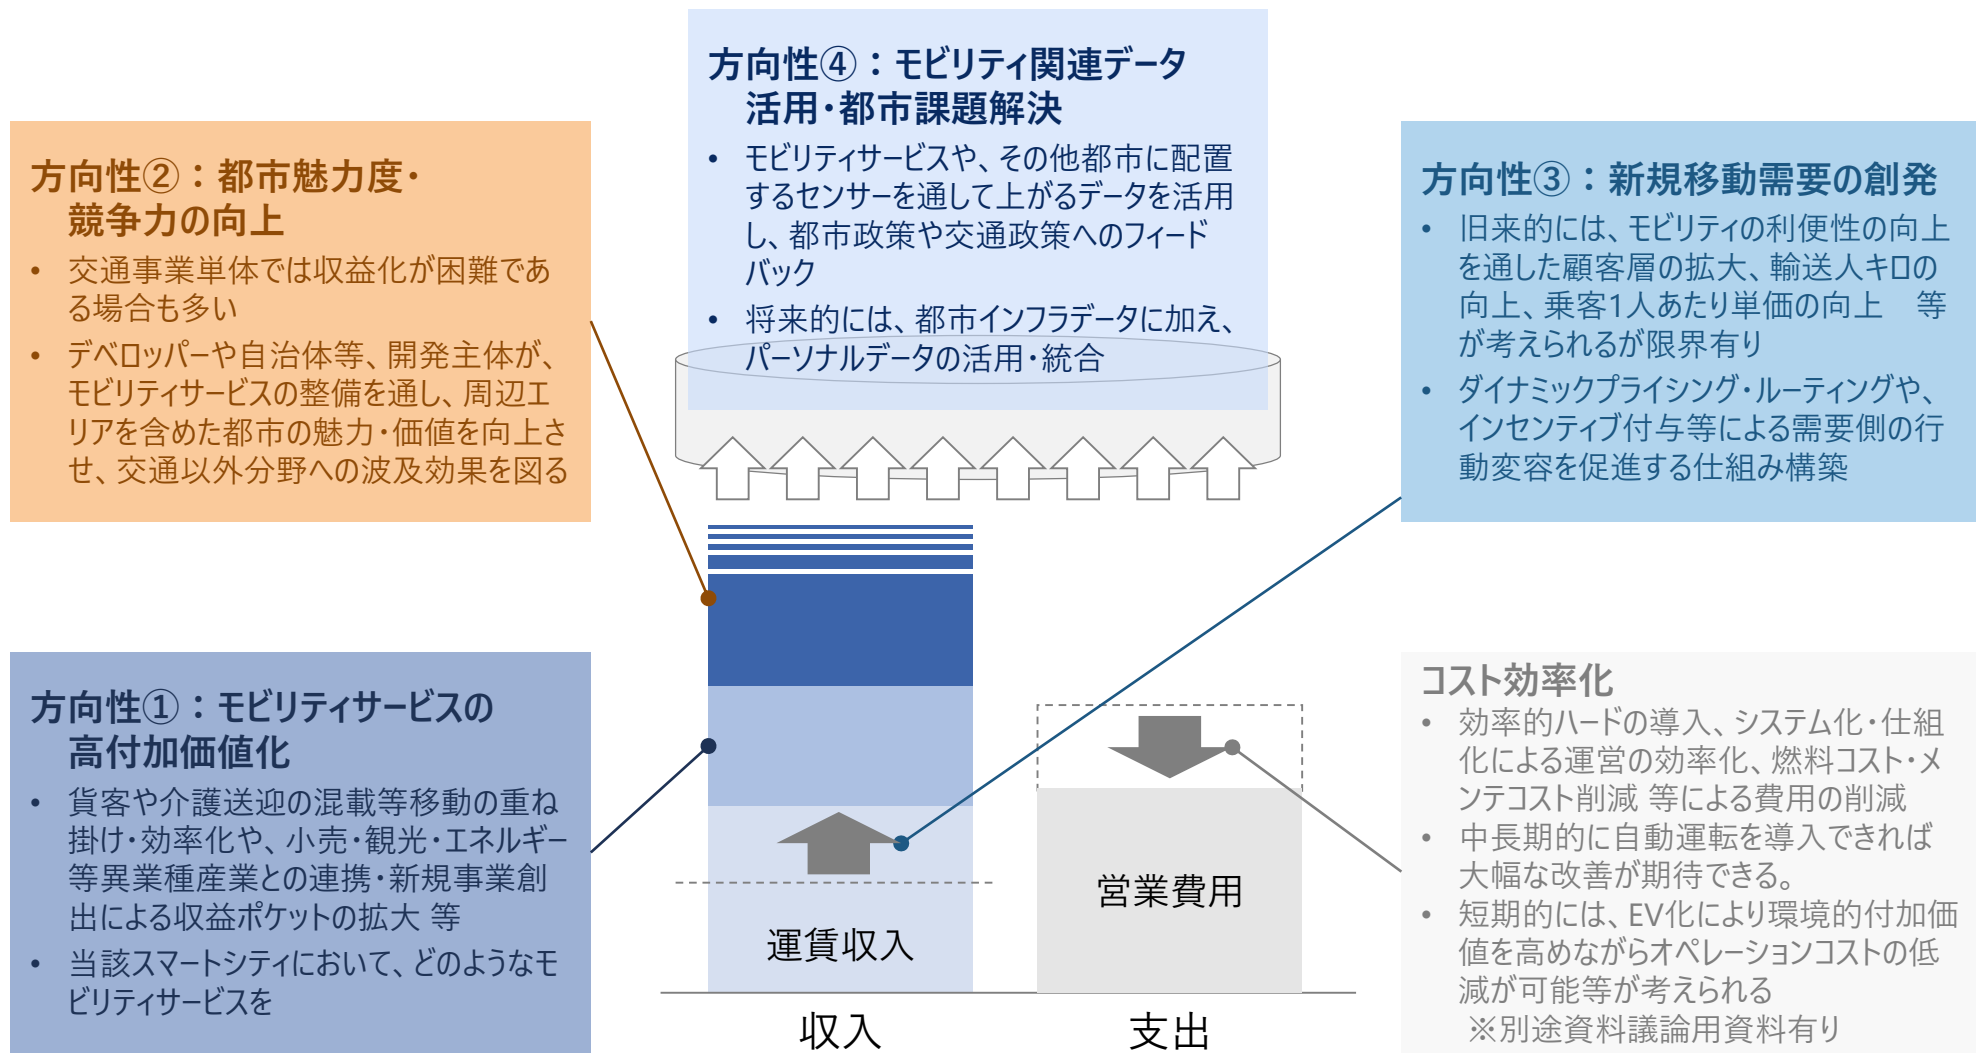 方向性④：モビリティ関連データ
活用・都市課題解決
• モビリティサービスや、その他都市に配置
するセンサーを通して上がるデータを活用
し、都市政策や交通政策へのフィード
バック
• 将来的には、都市インフラデータに加え、
パーソナルデータの活用・統合
方向性②：都市魅力度・
競争力の向上
• 交通事業単体では収益化が困難であ
る場合も多い
• デベロッパーや自治体等、開発主体が、
モビリティサービスの整備を通し、周辺エ
リアを含めた都市の魅力・価値を向上さ
せ、交通以外分野への波及効果を図る
方向性③：新規移動需要の創発
• 旧来的には、モビリティの利便性の向上
を通した顧客層の拡大、輸送人キロの
向上、乗客1人あたり単価の向上　等
が考えられるが限界有り
• ダイナミックプライシング・ルーティングや、
インセンティブ付与等による需要側の行
動変容を促進する仕組み構築
方向性①：モビリティサービスの
高付加価値化
• 貨客や介護送迎の混載等移動の重ね
掛け・効率化や、小売・観光・エネルギー
等異業種産業との連携・新規事業創
出による収益ポケットの拡大 等
• 当該スマートシティにおいて、どのようなモ
ビリティサービスを
コスト効率化
• 効率的ハードの導入、システム化・仕組
化による運営の効率化、燃料コスト・メ
ンテコスト削減 等による費用の削減
• 中長期的に自動運転を導入できれば
大幅な改善が期待できる。
• 短期的には、EV化により環境的付加価
値を高めながらオペレーションコストの低
減が可能等が考えられる
※別途資料議論用資料有り
営業費用
運賃収入
収入
支出